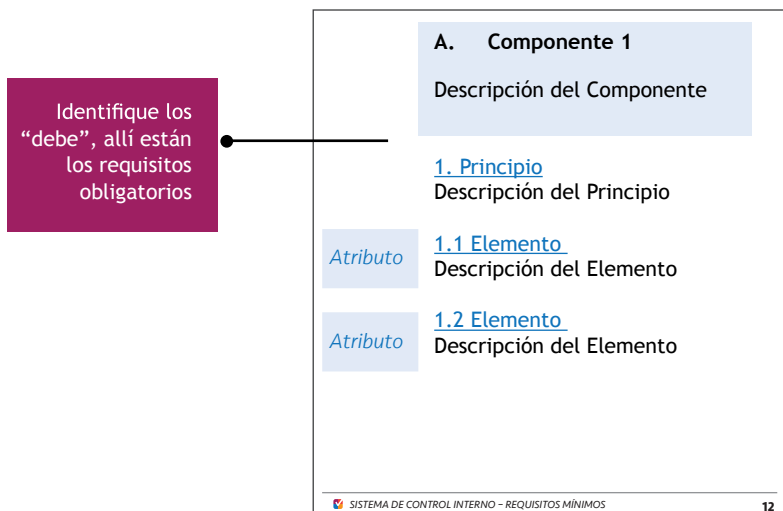 Identifique los
“debe”, allí están
los requisitos
obligatorios
A. Componente 1
Descripción del Componente
1. Principio
Descripción del Principio
Atributo
1.1 Elemento
Descripción del Elemento
Atributo
1.2 Elemento
Descripción del Elemento
SISTEMA DE CONTROL INTERNO – REQUISITOS MÍNIMOS 12